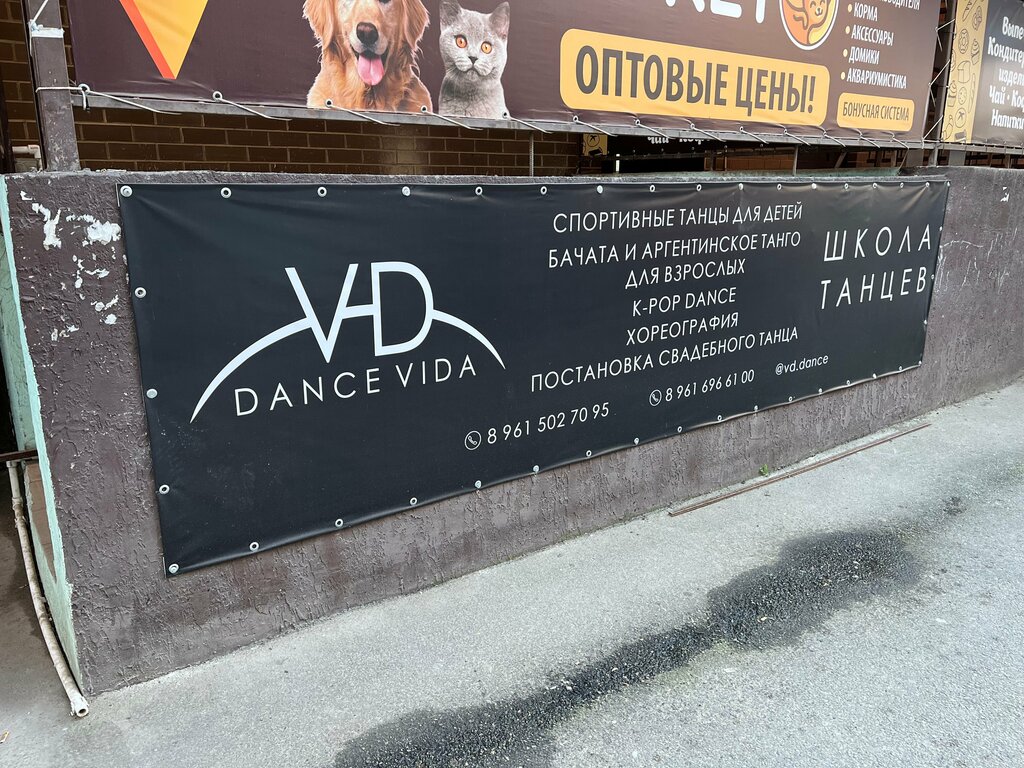 ОПТОВЫЕ ЦЕНЫ!
• КОРМА
• АКСЕССУАРЫ
• ДОМИКИ
• АКВАРИУМИСТИКА
БОНУСНАЯ СИСТЕМА
VD
DANCE VIDA
СПОРТИВНЫЕ ТАНЦЫ ДЛЯ ДЕТЕЙ
БАЧАТА И АРГЕНТИНСКОЕ ТАНГО
ДЛЯ ВЗРОСЛЫХ
K-POP DANCE
ХОРЕОГРАФИЯ
ПОСТАНОВКА СВАДЕБНОГО ТАНЦА
8 961 502 70 95
8 961 696 61 00
@vd.dance
ШКОЛА
ТАНЦЕВ